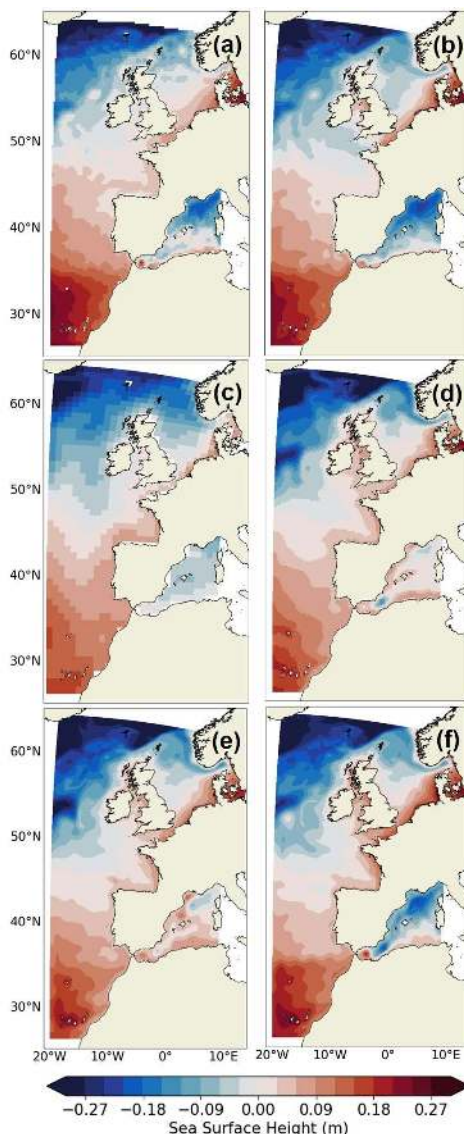 (a) (b)
60°N
50°N
40°N
30°N
(c) (d)
60°N
50°N
40°N
30°N
(e) (f)
60°N
50°N
40°N
30°N
20°W 10°W 0° 10°E 20°W 10°W 0° 10°E
−0.27 −0.18 −0.09 0.00 0.09 0.18 0.27
Sea Surface Height (m)